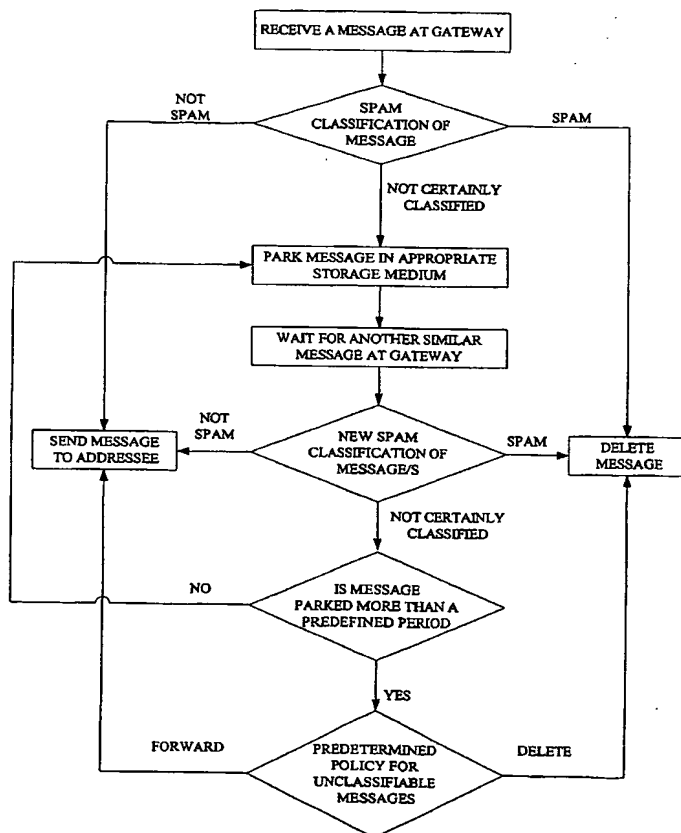 RECEIVE A MESSAGE AT GATEWAY
NOT
SPAM
SPAM
CLASSIFICATION OF
MESSAGE
SPAM
NOT CERTAINLY
CLASSIFIED
PARK MESSAGE IN APPROPRIATE
STORAGE MEDIUM
WAIT FOR ANOTHER SIMILAR
MESSAGE AT GATEWAY
SEND MESSAGE
TO ADDRESSEE
NOT
SPAM
NEW SPAM
CLASSIFICATION OF
MESSAGE/S
SPAM
DELETE
MESSAGE
NOT CERTAINLY
CLASSIFIED
NO
IS MESSAGE
PARKED MORE THAN A
PREDEFINED PERIOD
YES
FORWARD
PREDETERMINED
POLICY FOR
UNCLASSIFIABLE
MESSAGES
DELETE